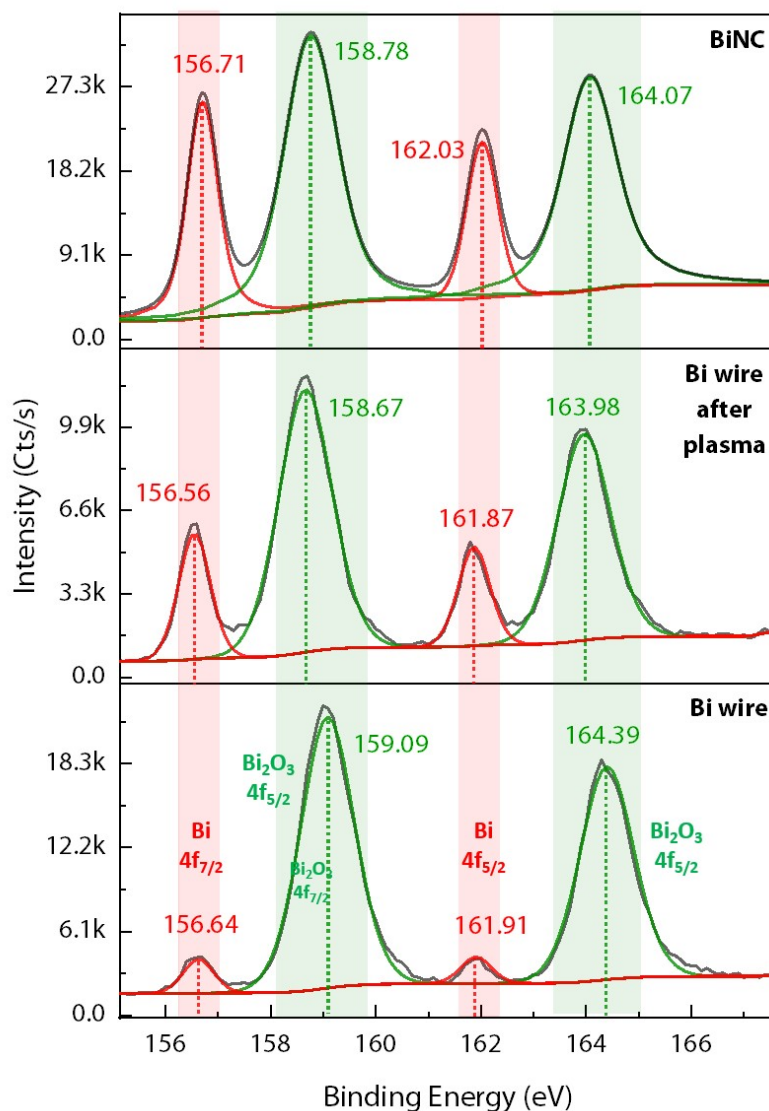 BiNC
156.71
158.78
164.07
162.03
27.3k
18.2k
9.1k
0.0
Bi wire
after
plasma
158.67
163.98
156.56
161.87
9.9k
6.6k
3.3k
0.0
Intensity (Cts/s)
Bi wire
159.09
164.39
Bi₂O₃
4f₅/₂
Bi
4f₇/₂
Bi₂O₃
4f₇/₂
Bi
4f₅/₂
Bi₂O₃
4f₅/₂
156.64
161.91
18.3k
12.2k
6.1k
0.0
156
158
160
162
164
166
Binding Energy (eV)